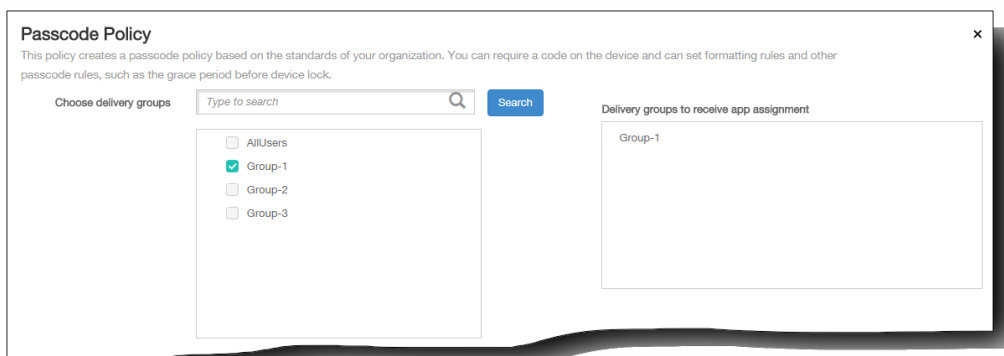 Passcode Policy
×
This policy creates a passcode policy based on the standards of your organization. You can require a code on the device and can set formatting rules and other
passcode rules, such as the grace period before device lock.
Choose delivery groups
Type to search
Search
AllUsers
Group-1
Group-2
Group-3
Delivery groups to receive app assignment
Group-1